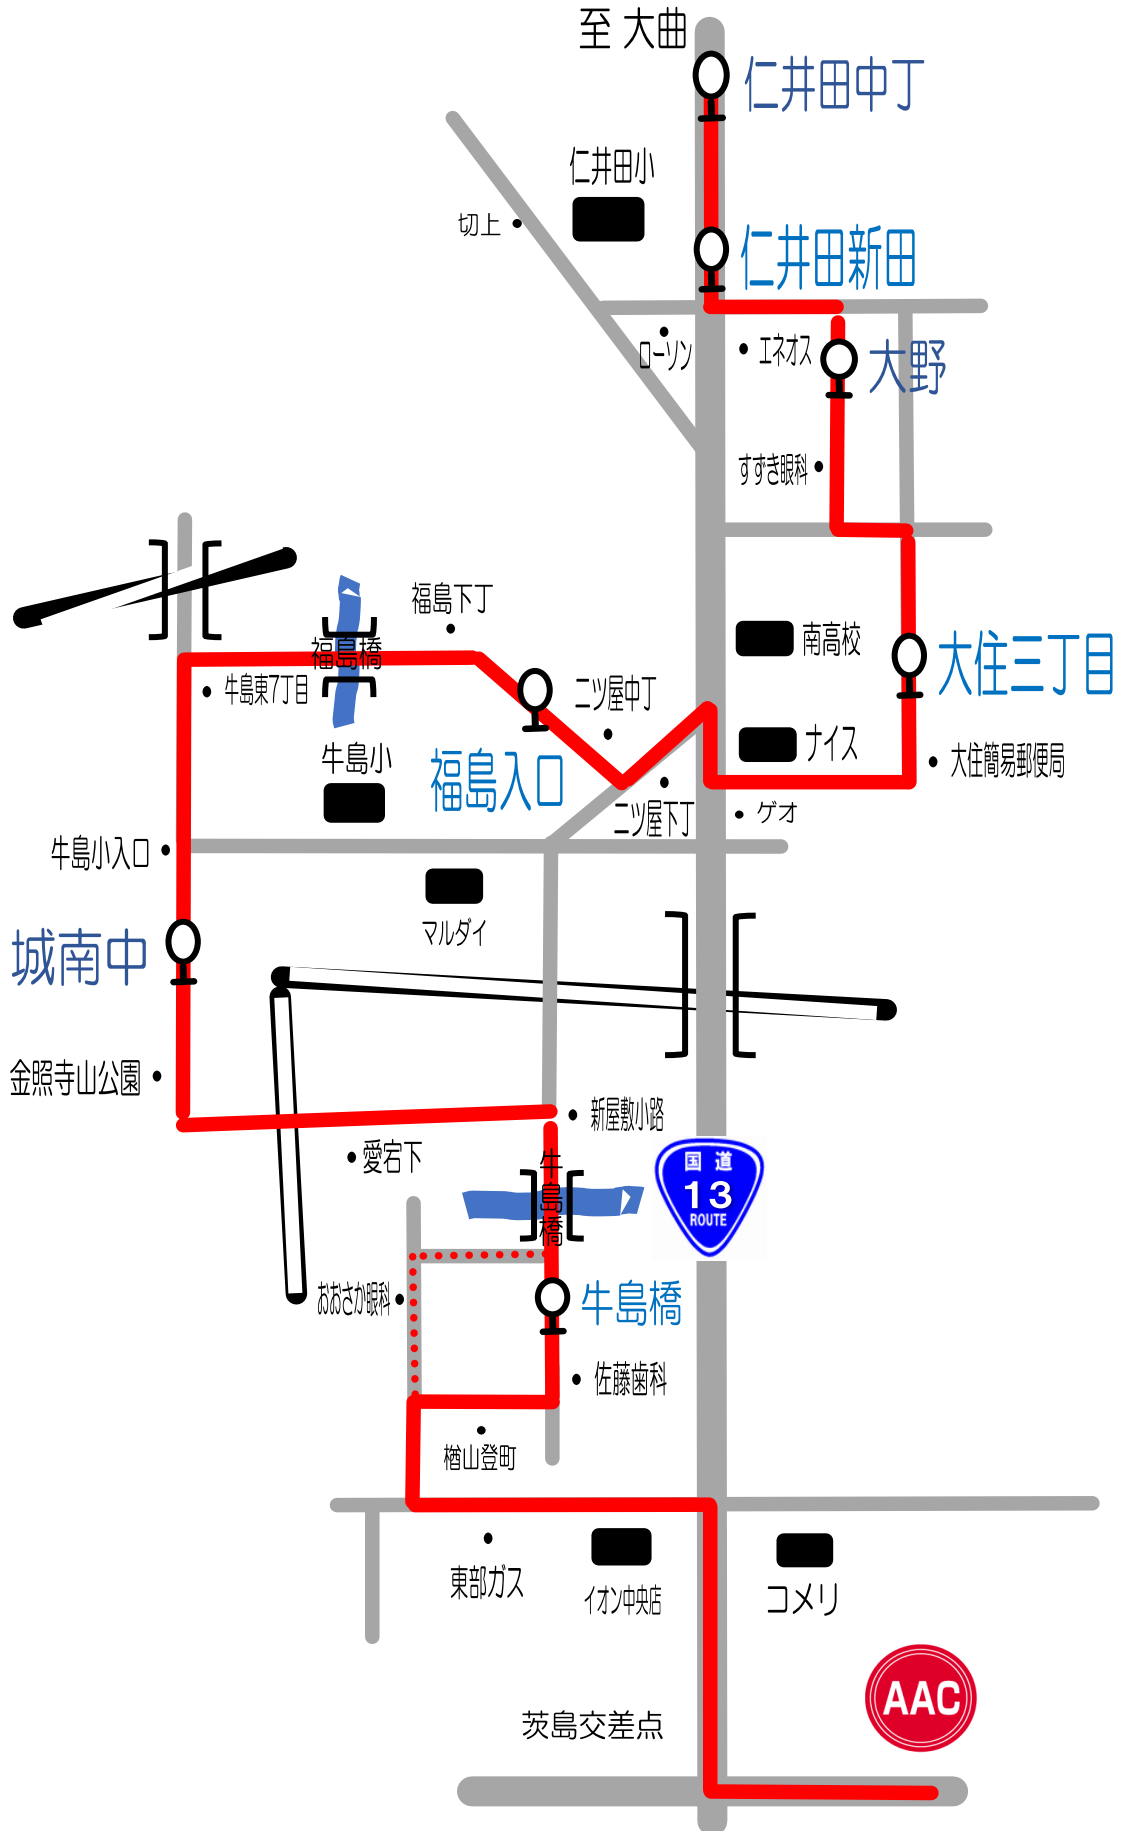 至 大曲
仁井田中丁
仁井田小
切上
仁井田新田
ローソン
エネオス
大野
すずき眼科
福島下丁
福島橋
南高校
大住三丁目
牛島東7丁目
二ツ屋中丁
牛島小
福島入口
ナイス
大住簡易郵便局
二ツ屋下丁
ゲオ
牛島小入口
マルダイ
城南中
金照寺山公園
新屋敷小路
愛宕下
牛島橋
国 道
13
ROUTE
おおさか眼科
牛島橋
佐藤歯科
楢山登町
東部ガス
イオン中央店
コメリ
AAC
茨島交差点